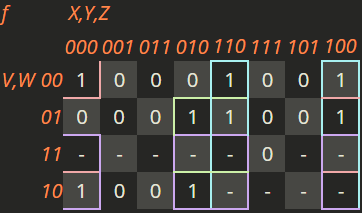 f X,Y,Z
000 001 011 010 110 111 101 100
V,W 00 1 0 0 0 1 0 0 1
01 0 0 0 1 1 0 0 1
11 - - - - - 0 - -
10 1 0 0 1 - - - -